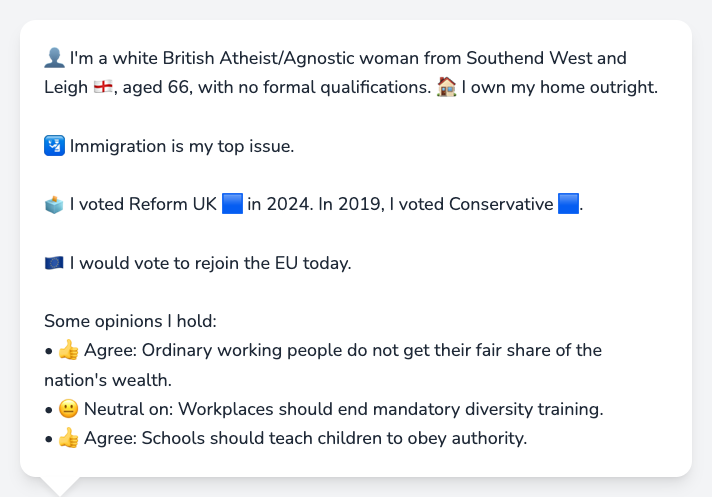 👤 I'm a white British Atheist/Agnostic woman from Southend West and
Leigh 🏴󠁧󠁢󠁥󠁮󠁧󠁿, aged 66, with no formal qualifications. 🏠 I own my home outright.
🛂 Immigration is my top issue.
🗳️ I voted Reform UK 🟦 in 2024. In 2019, I voted Conservative 🟦.
🇪🇺 I would vote to rejoin the EU today.
Some opinions I hold:
• 👍 Agree: Ordinary working people do not get their fair share of the
nation's wealth.
• 😐 Neutral on: Workplaces should end mandatory diversity training.
• 👍 Agree: Schools should teach children to obey authority.